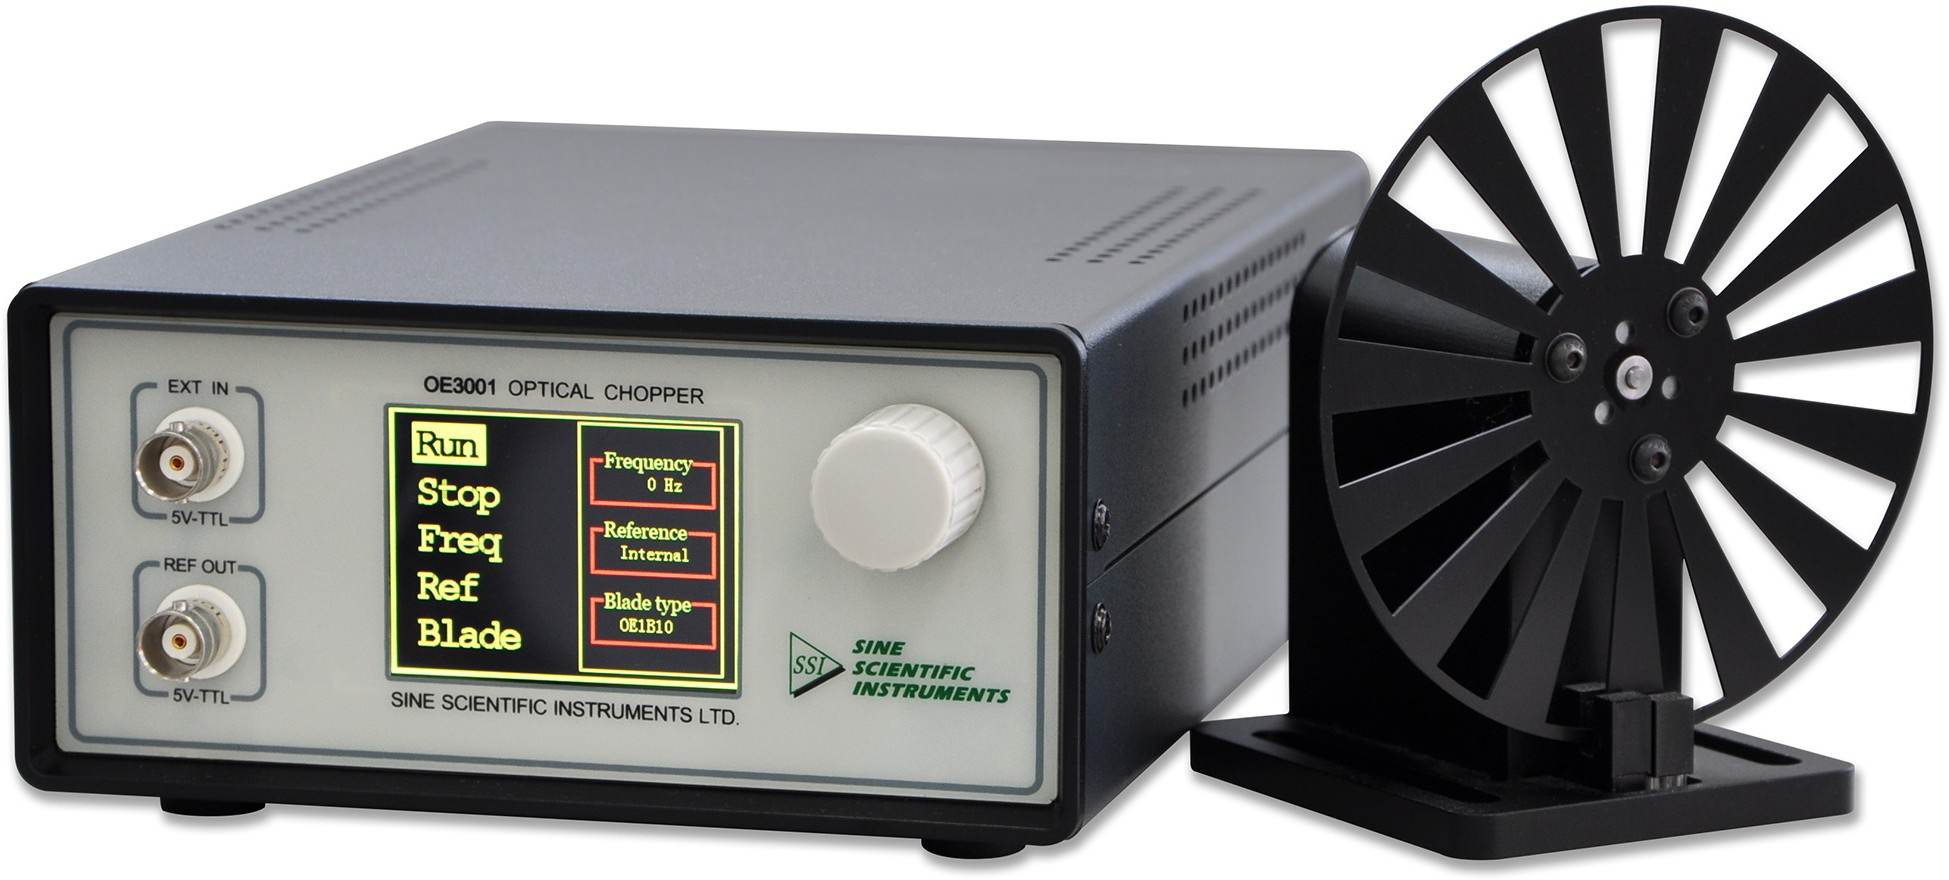 EXT IN
5V-TTL
REF OUT
5V-TTL
OE3001 OPTICAL CHOPPER
Run
Stop
Freq
Ref
Blade
Frequency
0 Hz
Reference
Internal
Blade type
OE1B10
SINE SCIENTIFIC INSTRUMENTS LTD.
SSI
SINE
SCIENTIFIC
INSTRUMENTS